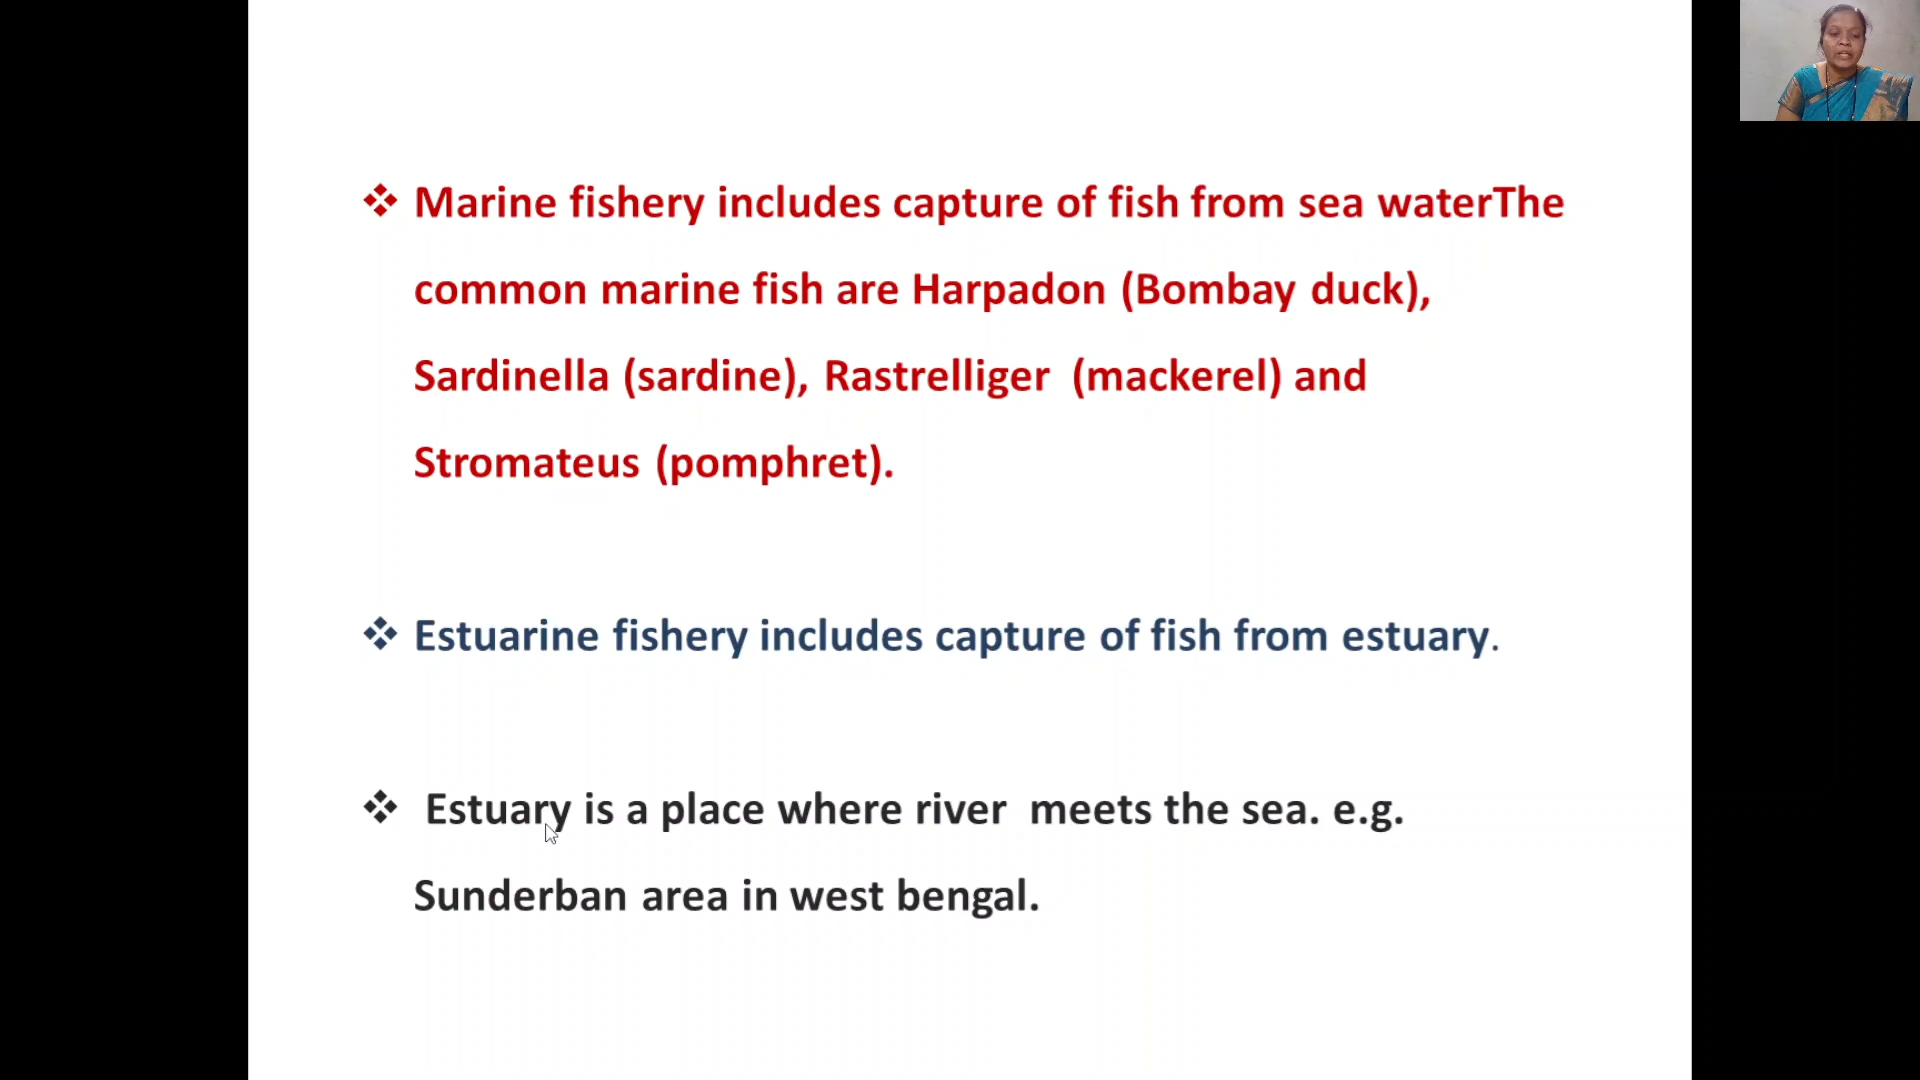 ❖ Marine fishery includes capture of fish from sea waterThe
common marine fish are Harpadon (Bombay duck),
Sardinella (sardine), Rastrelliger (mackerel) and
Stromateus (pomphret).
❖ Estuarine fishery includes capture of fish from estuary.
❖ Estuary is a place where river meets the sea. e.g.
Sunderban area in west bengal.